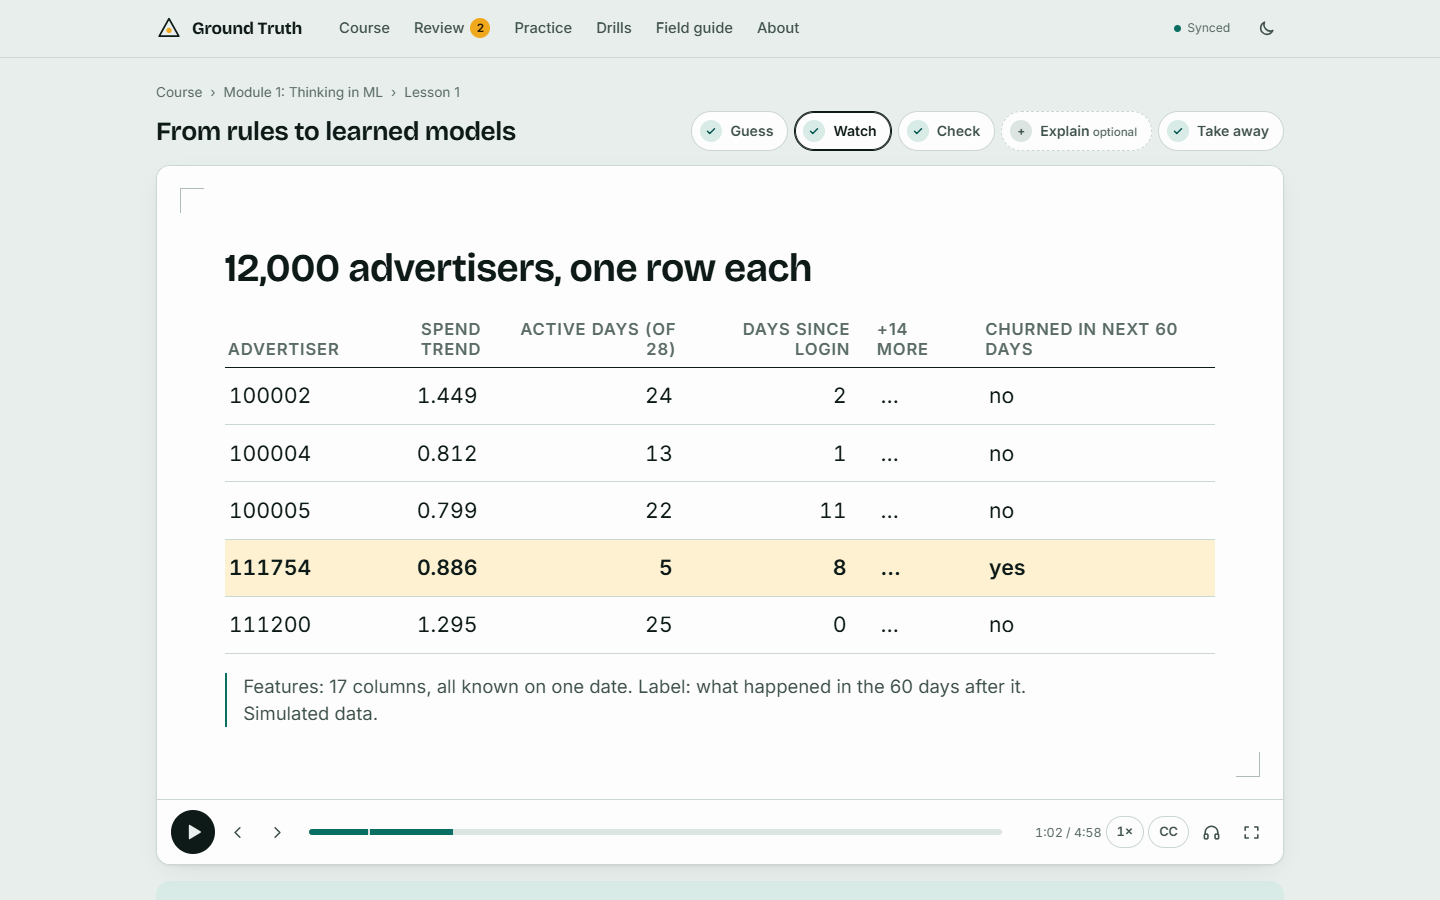 Ground Truth Course Review 2 Practice Drills Field guide About Synced
Course › Module 1: Thinking in ML › Lesson 1
From rules to learned models
Guess Watch Check + Explain optional Take away
12,000 advertisers, one row each
ADVERTISER SPEND TREND ACTIVE DAYS (OF 28) DAYS SINCE LOGIN +14 MORE CHURNED IN NEXT 60 DAYS
100002 1.449 24 2 ... no
100004 0.812 13 1 ... no
100005 0.799 22 11 ... no
111754 0.886 5 8 ... yes
111200 1.295 25 0 ... no
Features: 17 columns, all known on one date. Label: what happened in the 60 days after it.
Simulated data.
1:02 / 4:58 1× CC